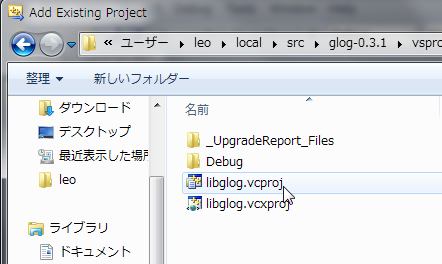 Add Existing Project
« ユーザー ▸ leo ▸ local ▸ src ▸ glog-0.3.1 ▸ vspro
整理 ▼ 新しいフォルダー
名前
ダウンロード
デスクトップ
最近表示した場所
leo
ライブラリ
ドキュメント
_UpgradeReport_Files
Debug
libglog.vcproj
libglog.vcxproj